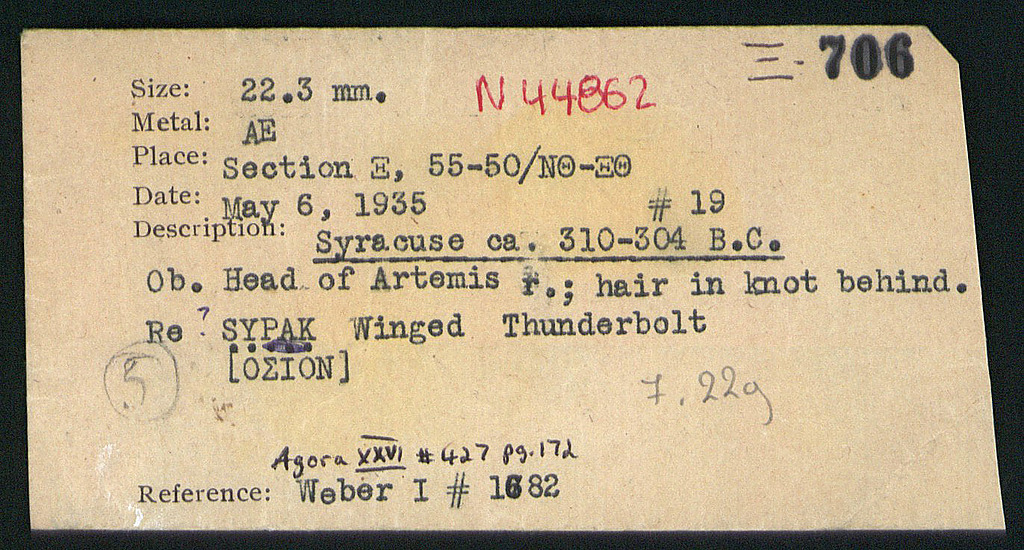 Ξ- 706
Size: 22.3 mm. N 44862
Metal: AE
Place: Section Ξ, 55-50/ΝΘ-ΞΘ
Date: May 6, 1935 # 19
Description: Syracuse ca. 310-304 B.C.
Ob. Head of Artemis r.; hair in knot behind.
Re ? SYPAK Winged Thunderbolt
[ΟΣΙΟΝ]
5
7.22g
Agora XXVI #427 pg.172
Reference: Weber I # 1682